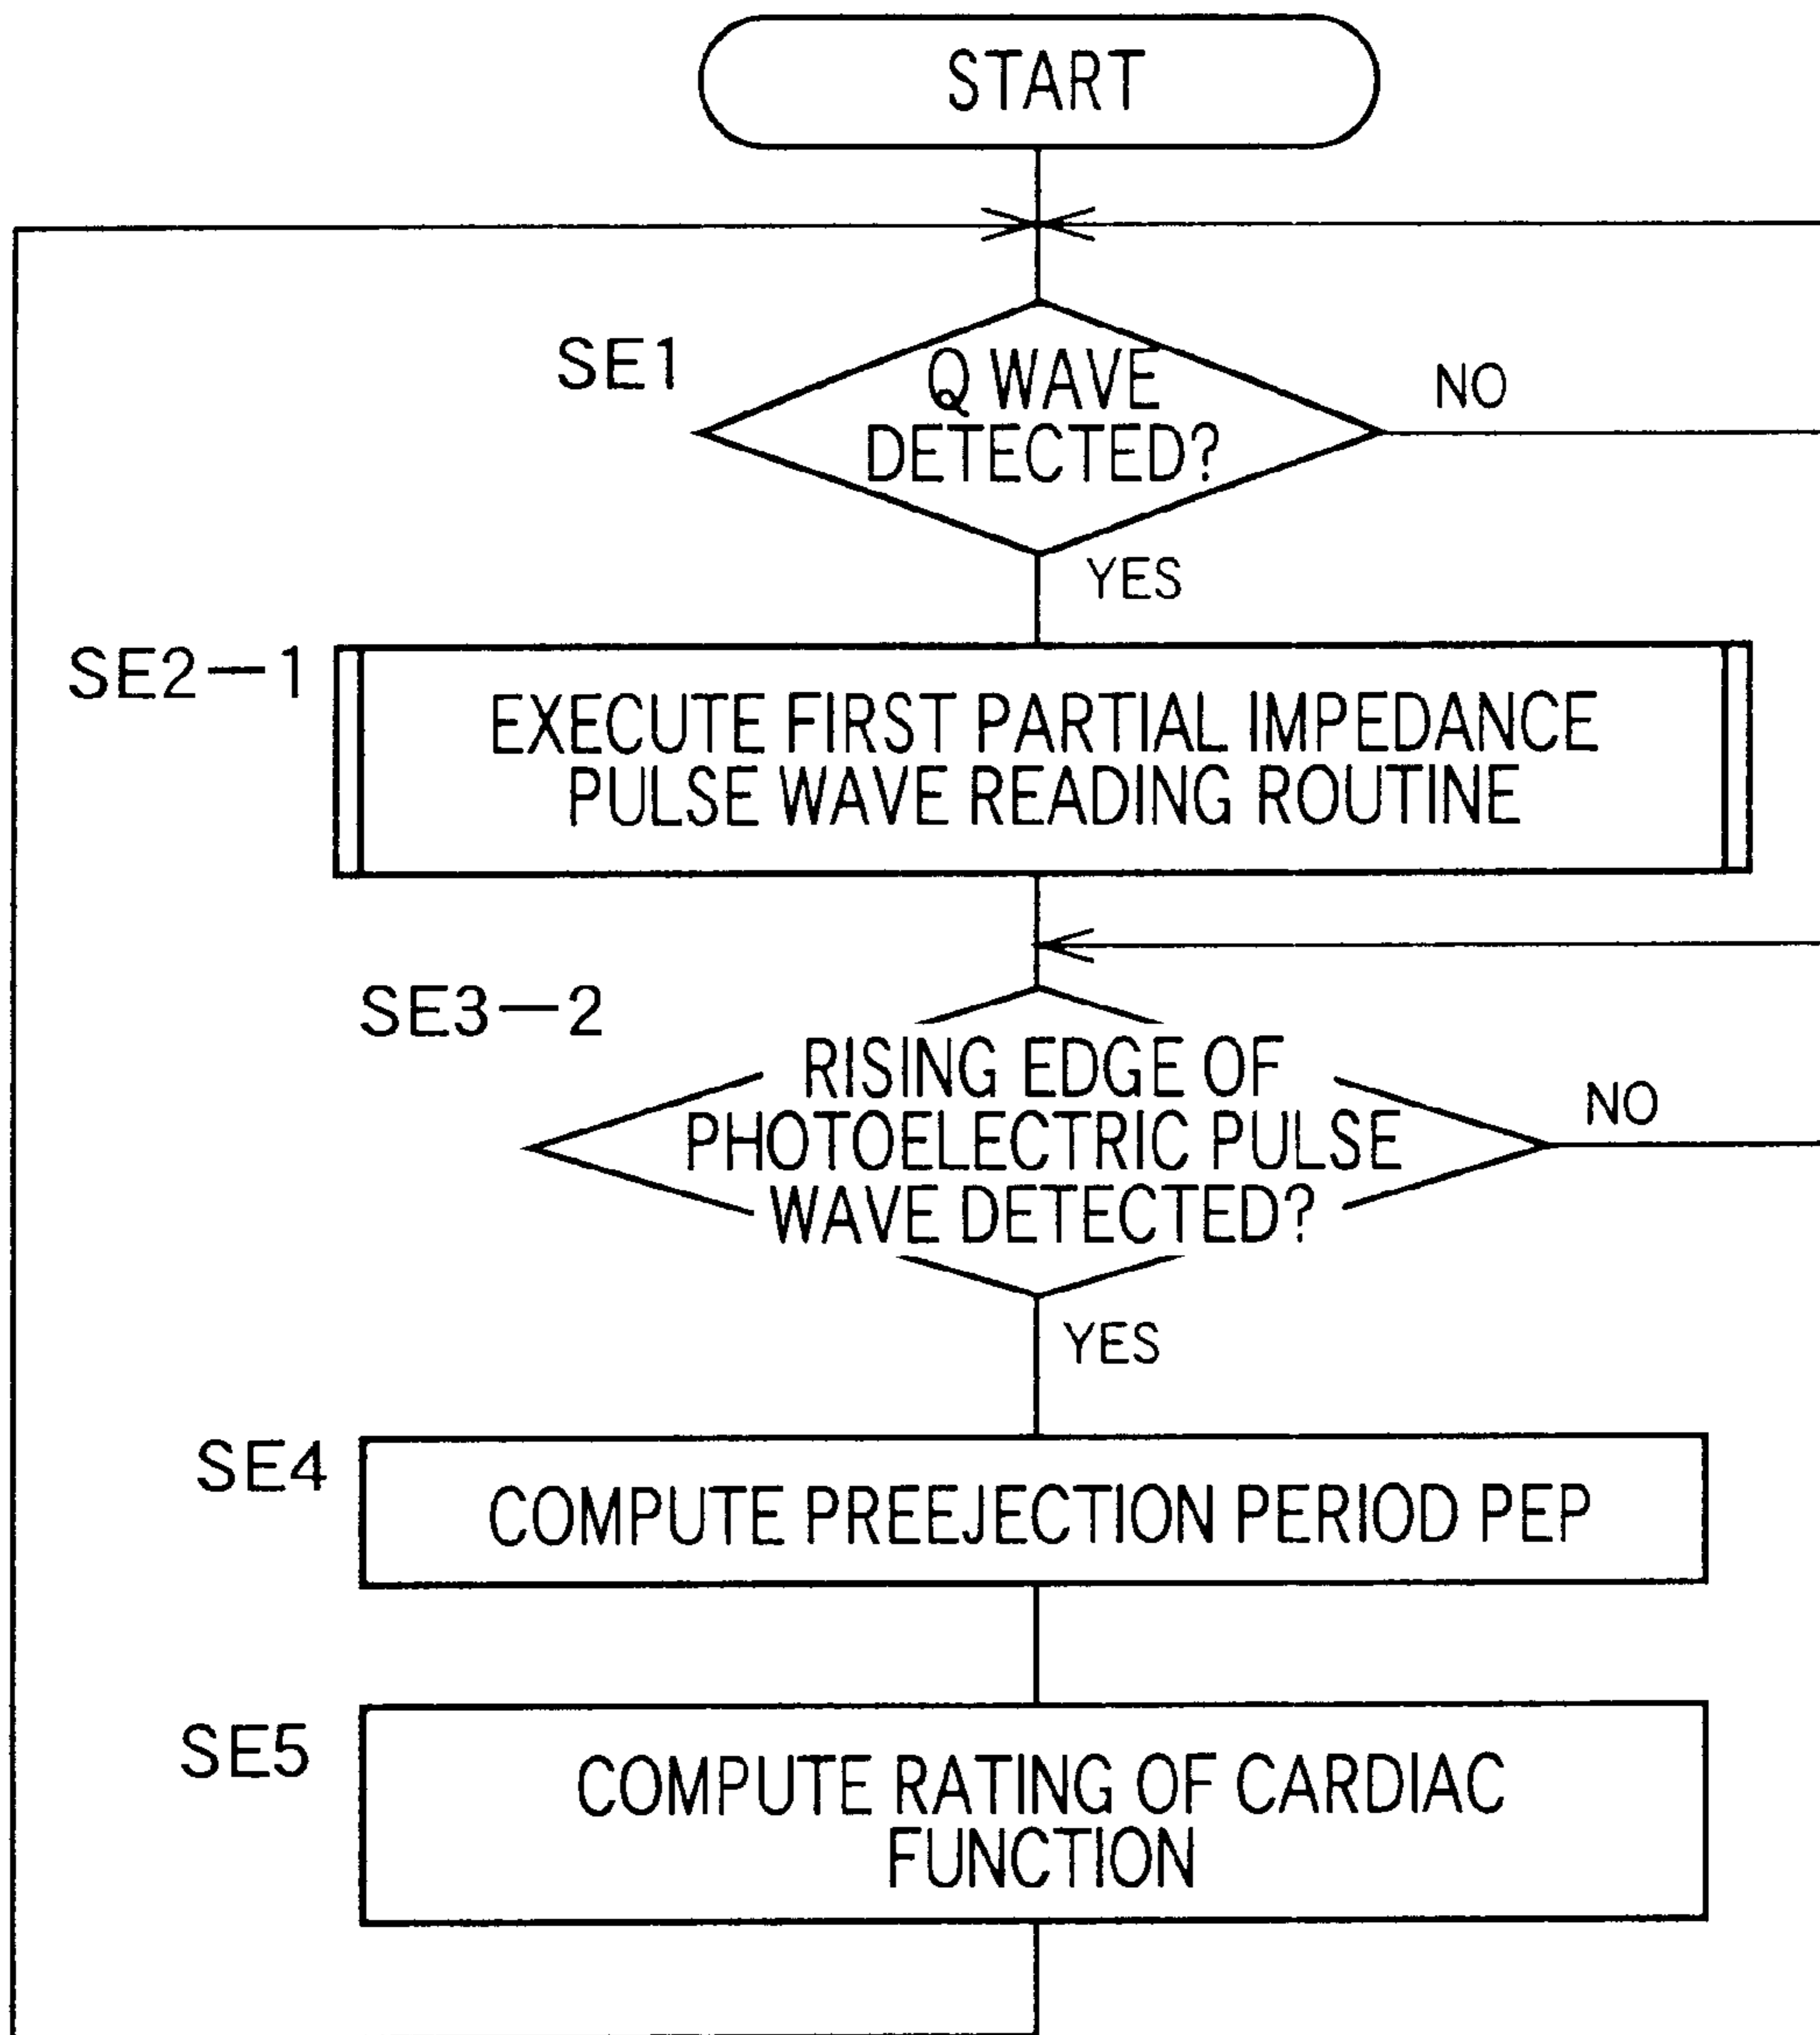 START
SE1
Q WAVE
DETECTED?
NO
YES
SE2-1
EXECUTE FIRST PARTIAL IMPEDANCE
PULSE WAVE READING ROUTINE
SE3-2
RISING EDGE OF
PHOTOELECTRIC PULSE
WAVE DETECTED?
NO
YES
SE4
COMPUTE PREEJECTION PERIOD PEP
SE5
COMPUTE RATING OF CARDIAC
FUNCTION